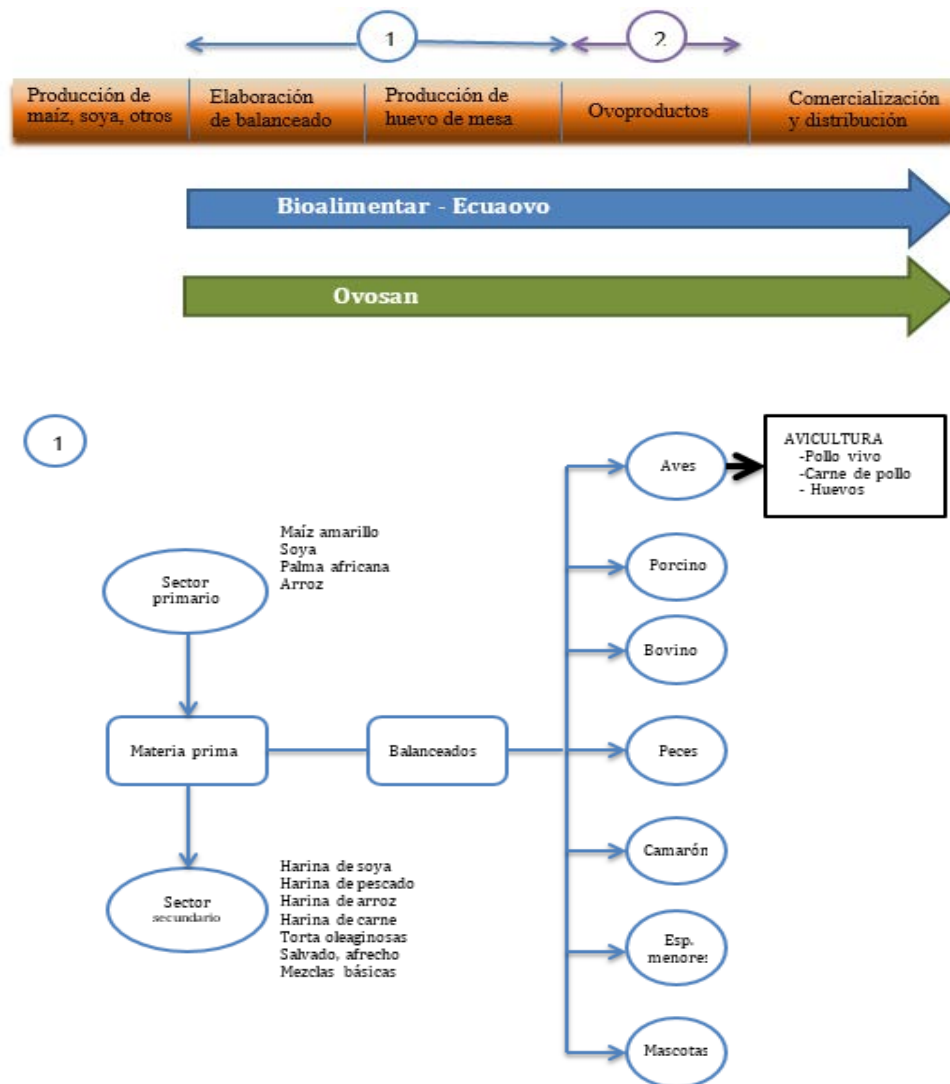 1
2
Producción de
maíz, soya, otros
Elaboración
de balanceado
Producción de
huevo de mesa
Ovoproductos
Comercialización
y distribución
Bioalimentar - Ecuaovo
Ovosan
1
Sector
primario
Maíz amarillo
Soya
Palma africana
Arroz
Materia prima
Balanceados
Sector
secundario
Harina de soya
Harina de pescado
Harina de arroz
Harina de carne
Torta oleaginosas
Salvado, afrecho
Mezclas básicas
Aves
AVICULTURA
-Pollo vivo
-Carne de pollo
- Huevos
Porcino
Bovino
Peces
Camarón
Esp.
menores
Mascotas